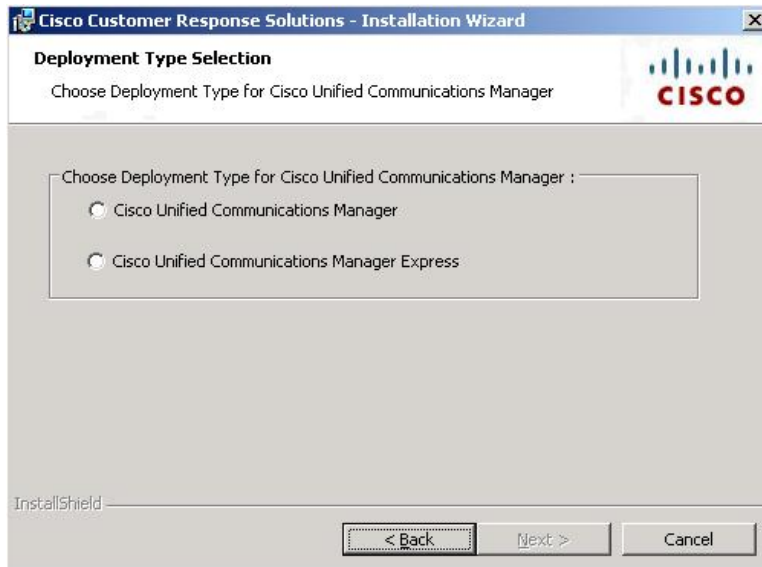 Cisco Customer Response Solutions - Installation Wizard
Deployment Type Selection
Choose Deployment Type for Cisco Unified Communications Manager
CISCO
Choose Deployment Type for Cisco Unified Communications Manager :
Cisco Unified Communications Manager
Cisco Unified Communications Manager Express
InstallShield
< Back
Next >
Cancel